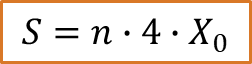 S = n · 4 · X₀